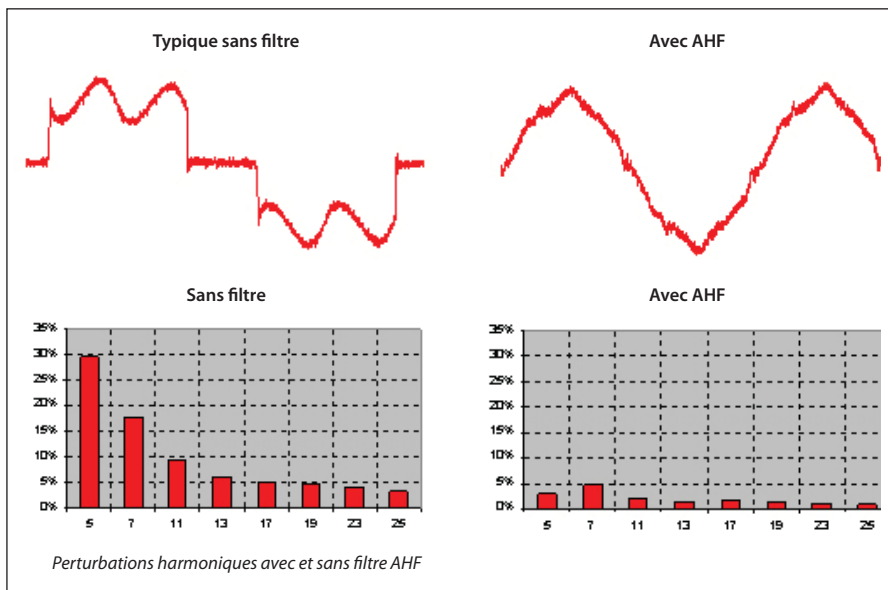 Typique sans filtre
Avec AHF
Sans filtre
Avec AHF
35%
30%
25%
20%
15%
10%
5%
0%
5 7 11 13 17 19 23 25
35%
30%
25%
20%
15%
10%
5%
0%
5 7 11 13 17 19 23 25
Perturbations harmoniques avec et sans filtre AHF